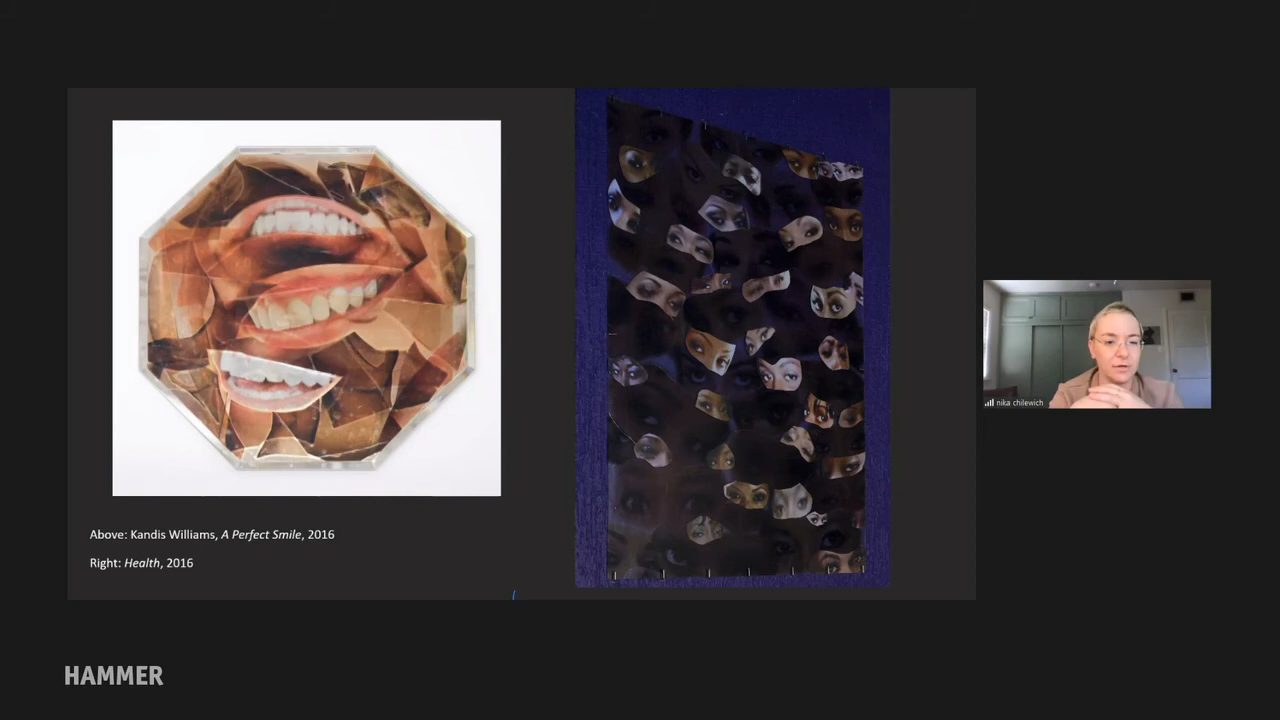 Above: Kandis Williams, A Perfect Smile, 2016
Right: Health, 2016
nika chilewich
HAMMER